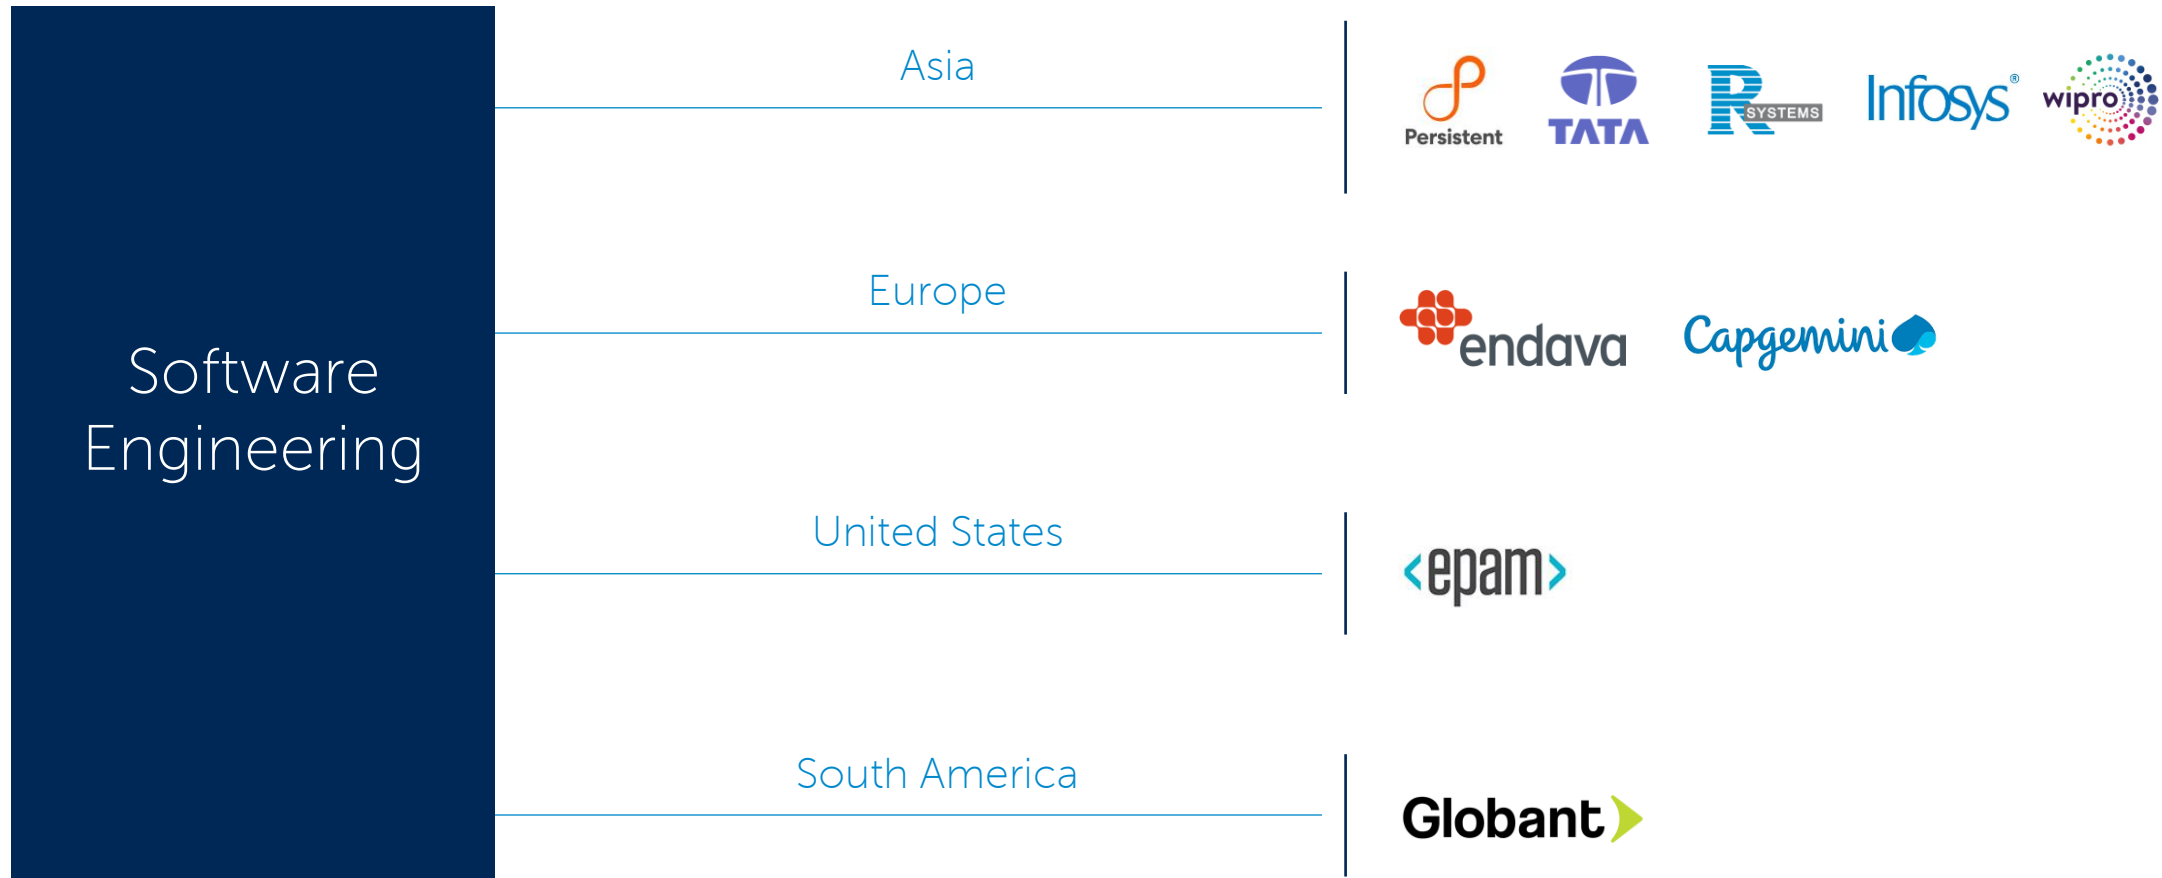 Software
Engineering
Asia
Persistent
TATA
R SYSTEMS
Infosys®
wipro
Europe
endava
Capgemini
United States
<epam>
South America
Globant